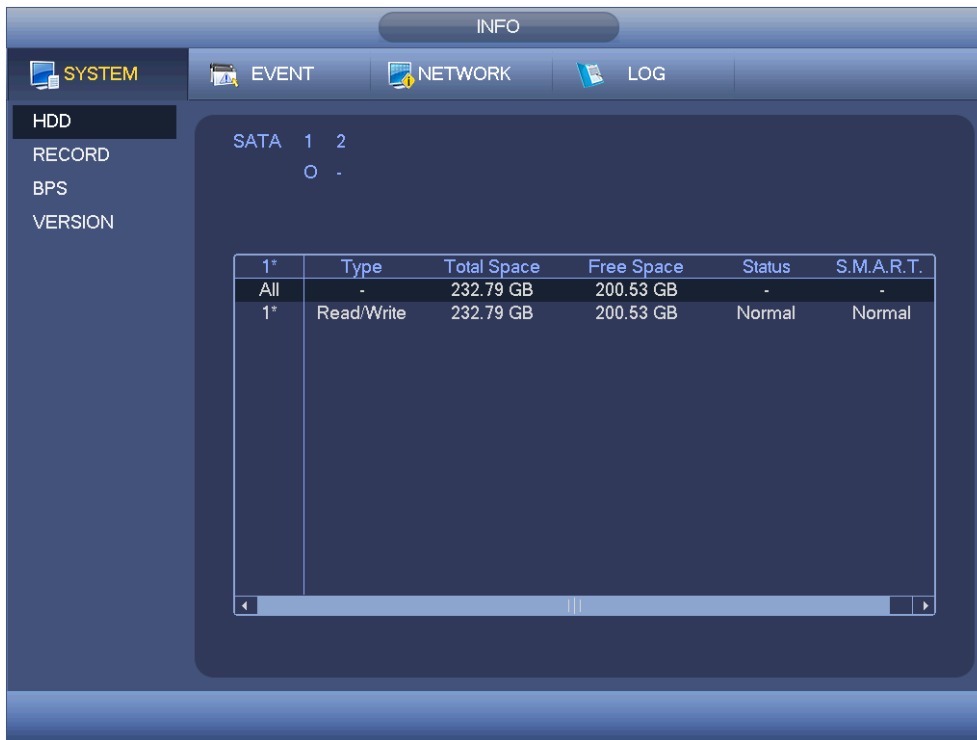 INFO
SYSTEM EVENT NETWORK LOG
HDD
RECORD
BPS
VERSION
SATA 1 2
O -
1* Type Total Space Free Space Status S.M.A.R.T.
All - 232.79 GB 200.53 GB - -
1* Read/Write 232.79 GB 200.53 GB Normal Normal